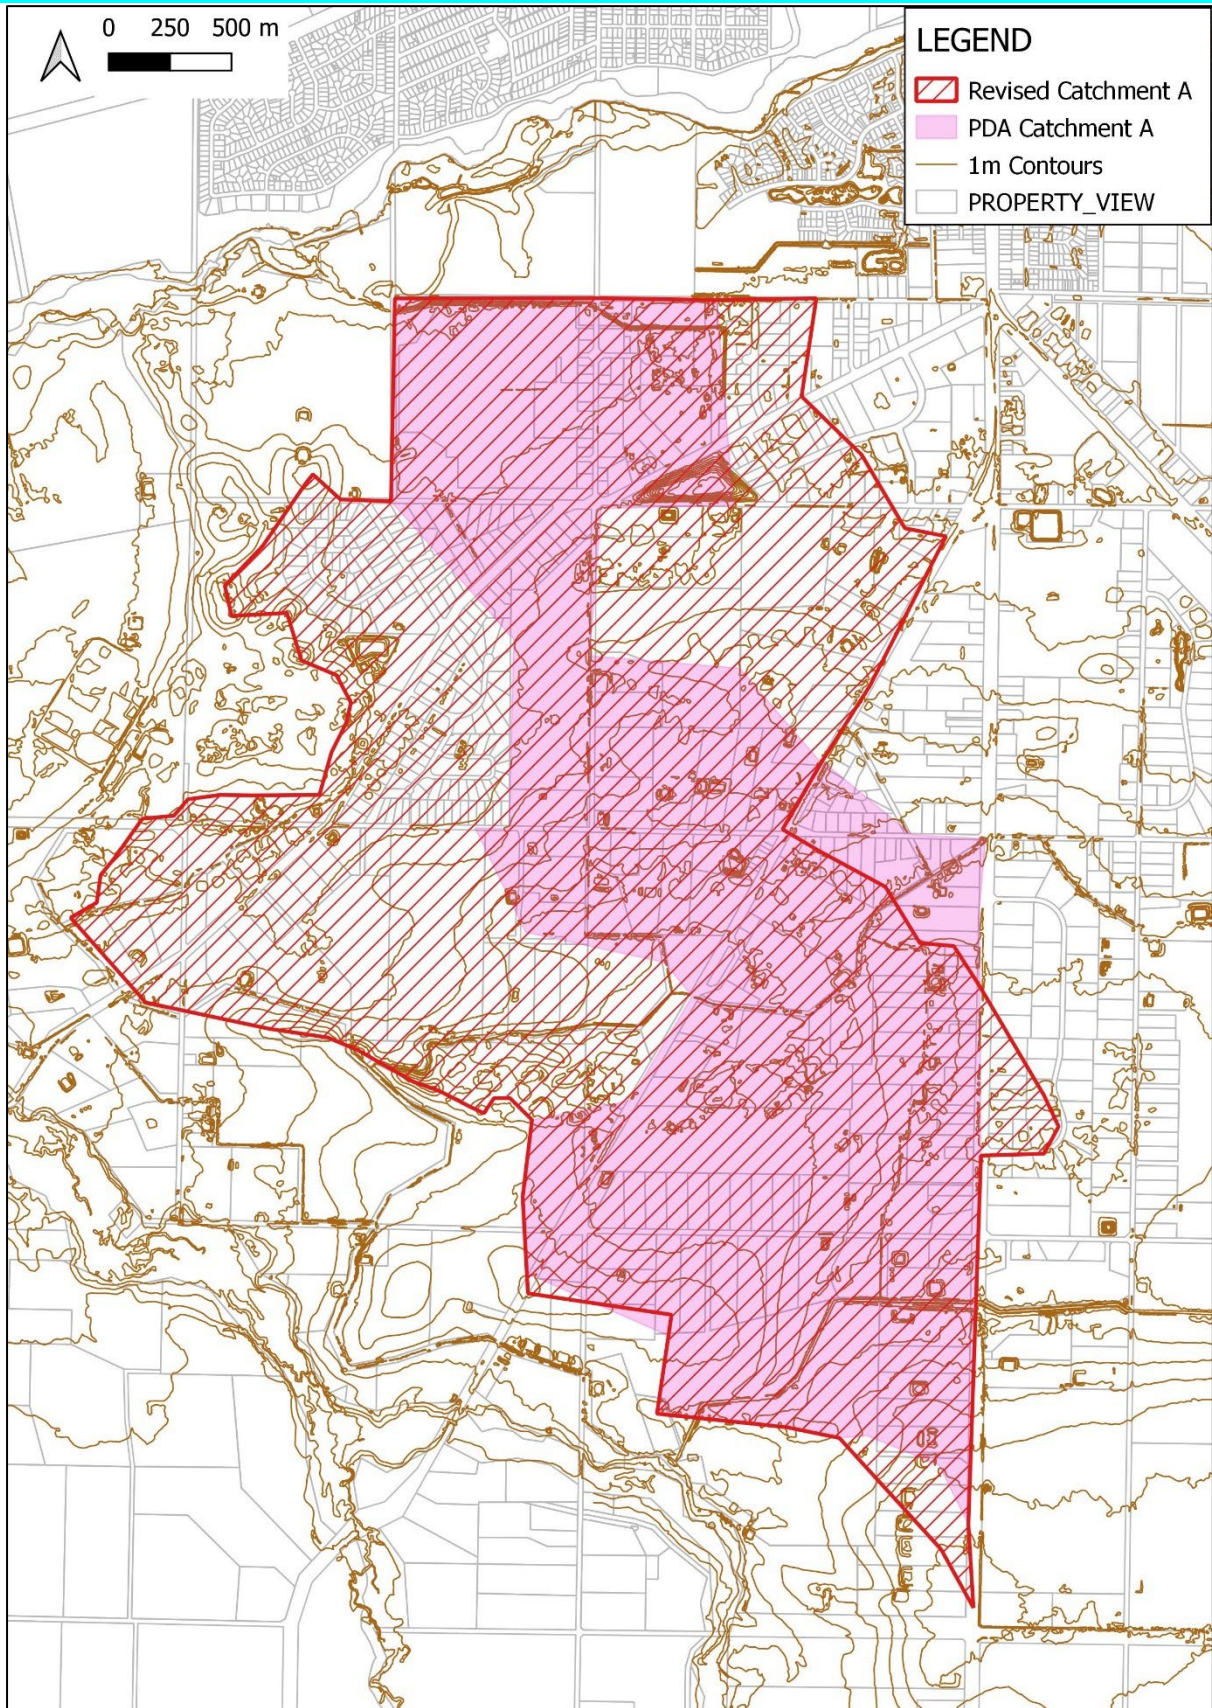 0 250 500 m
LEGEND
Revised Catchment A
PDA Catchment A
1m Contours
PROPERTY_VIEW